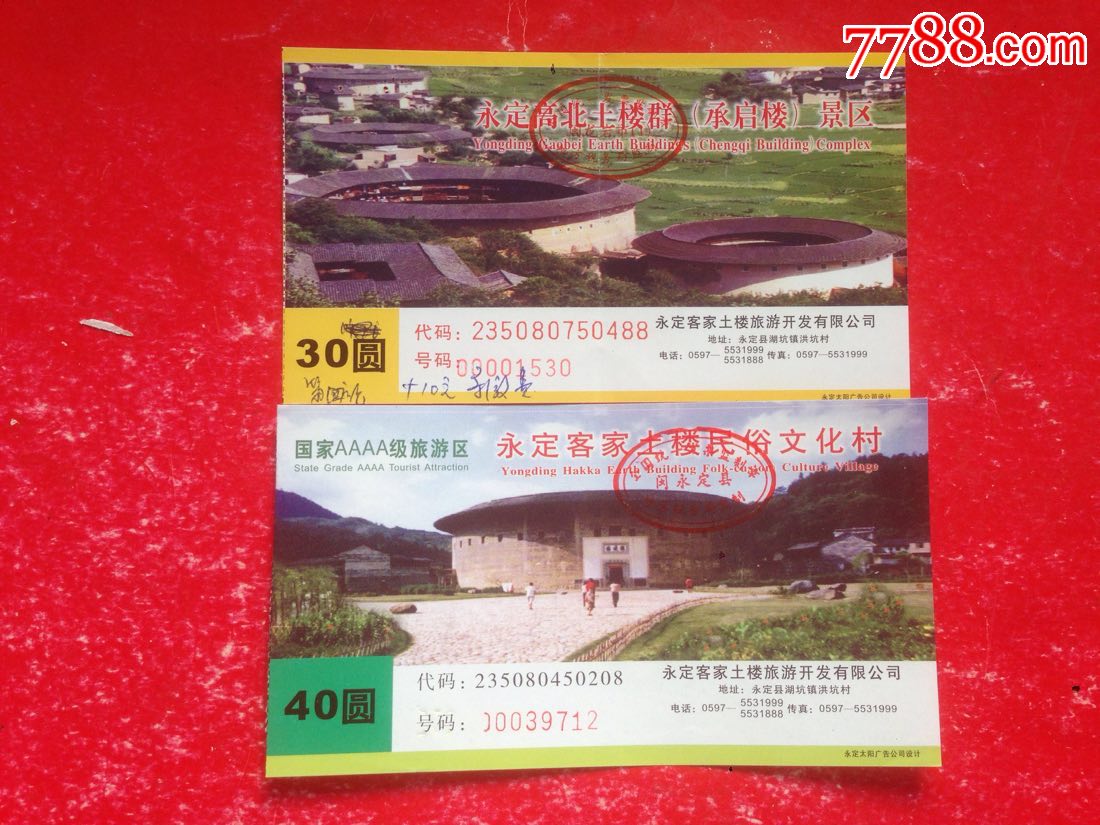 7788.com
永定高北土楼群（承启楼）景区
Yongding Gaobei Earth Buildings (Chengqi Building) Complex
30圆
代码：235080750488
号码：00001530
永定客家土楼旅游开发有限公司
地址：永定县湖坑镇洪坑村
电话：0597—5531999 5531888 传真：0597—5531999
+10元
永定太阳广告公司设计
国家AAAA级旅游区
State Grade AAAA Tourist Attraction
永定客家土楼民俗文化村
Yongding Hakka Earth Building Folk-custom Culture Village
闽永定县
40圆
代码：235080450208
号码：00039712
永定客家土楼旅游开发有限公司
地址：永定县湖坑镇洪坑村
电话：0597—5531999 5531888 传真：0597—5531999
永定太阳广告公司设计